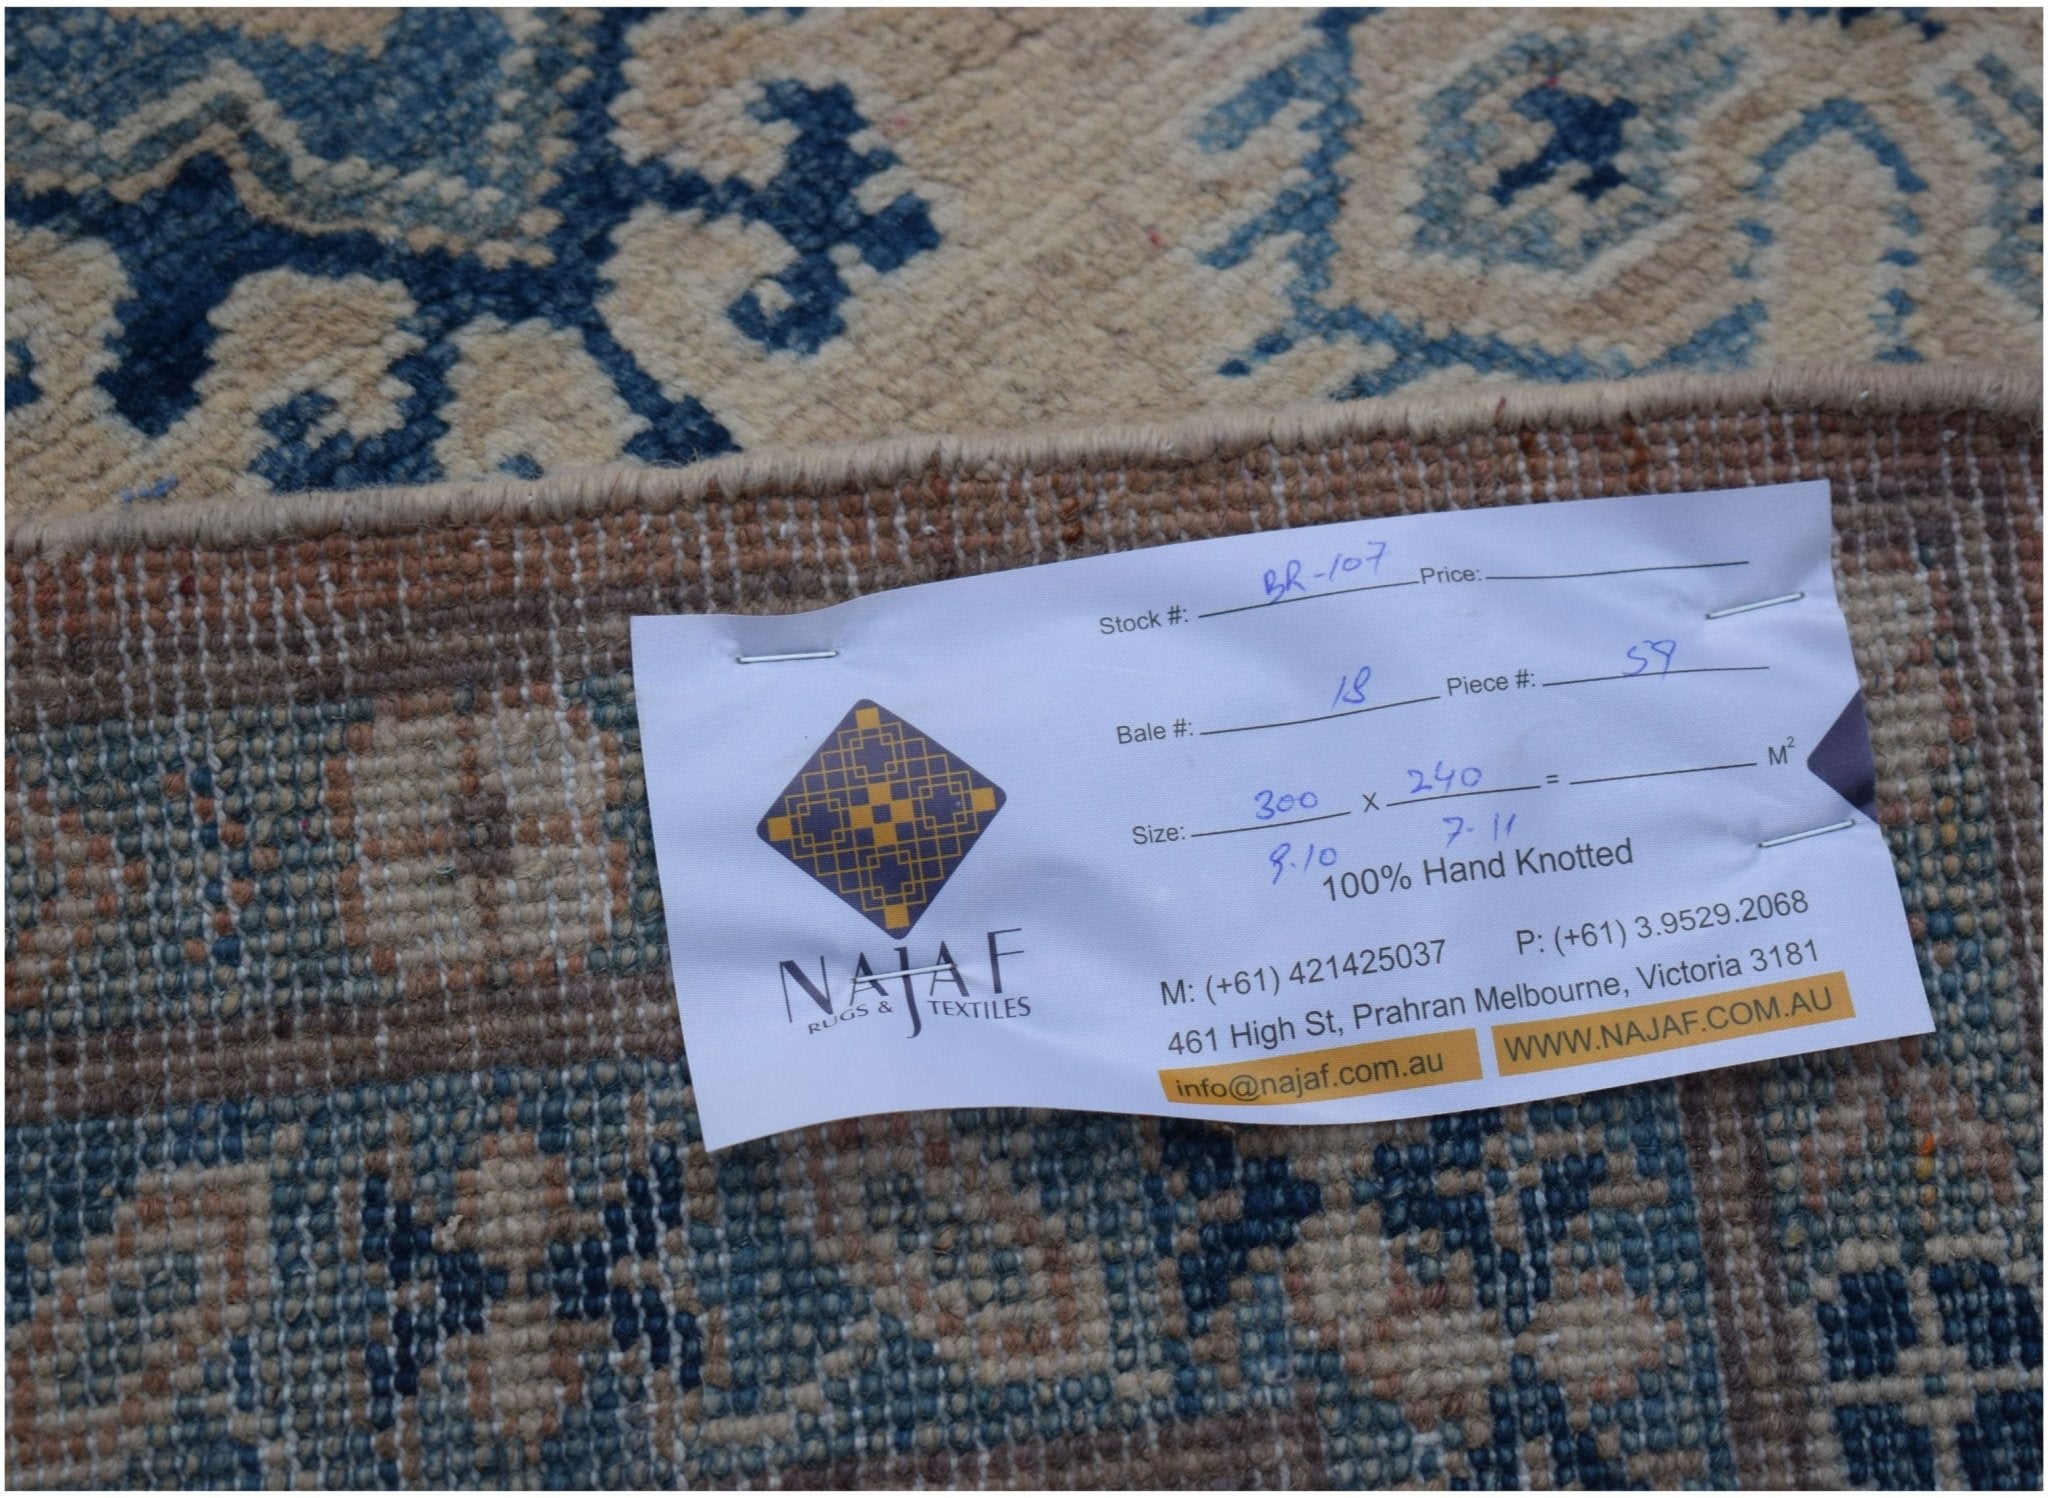 Stock #: BR-107 Price:
Bale #: 18 Piece #: 59
Size: 300 X 240 = M²
9.10 7.11
100% Hand Knotted
NAJAF
RUGS & TEXTILES
M: (+61) 421425037 P: (+61) 3.9529.2068
461 High St, Prahran Melbourne, Victoria 3181
info@najaf.com.au WWW.NAJAF.COM.AU